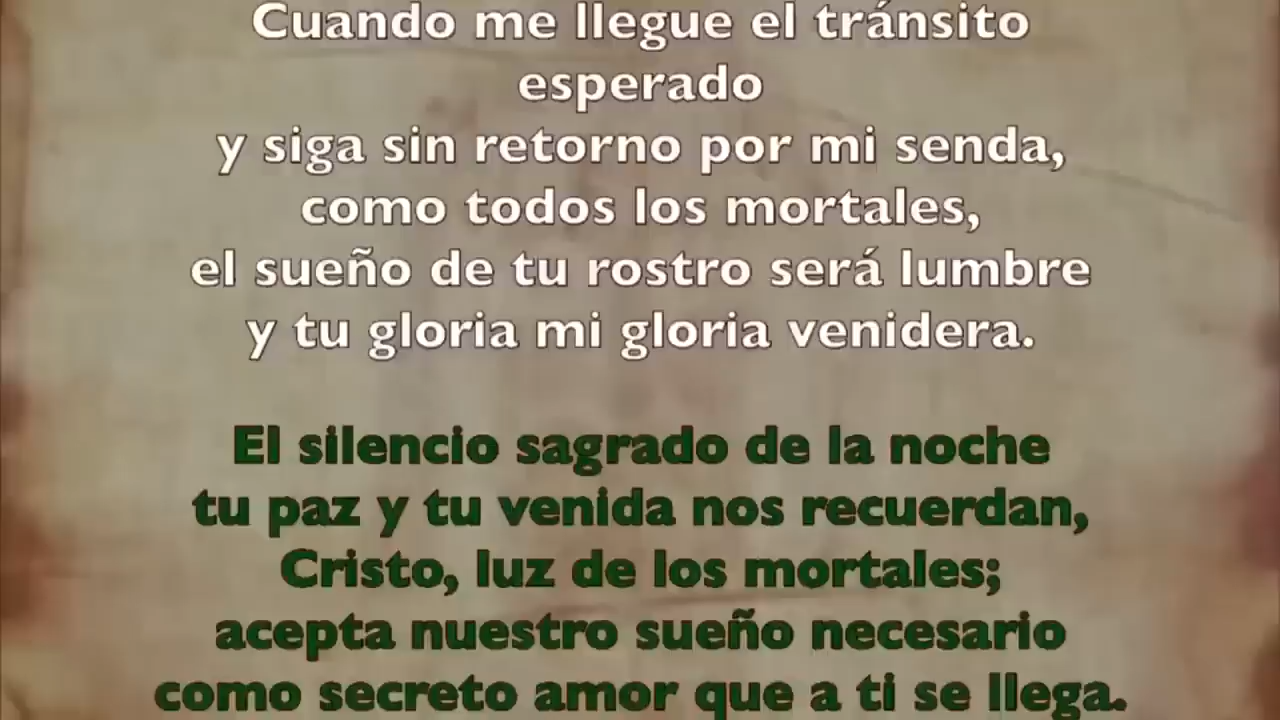 Cuando me llegue el tránsito
esperado
y siga sin retorno por mi senda,
como todos los mortales,
el sueño de tu rostro será lumbre
y tu gloria mi gloria venidera.
El silencio sagrado de la noche
tu paz y tu venida nos recuerdan,
Cristo, luz de los mortales;
acepta nuestro sueño necesario
como secreto amor que a ti se llega.